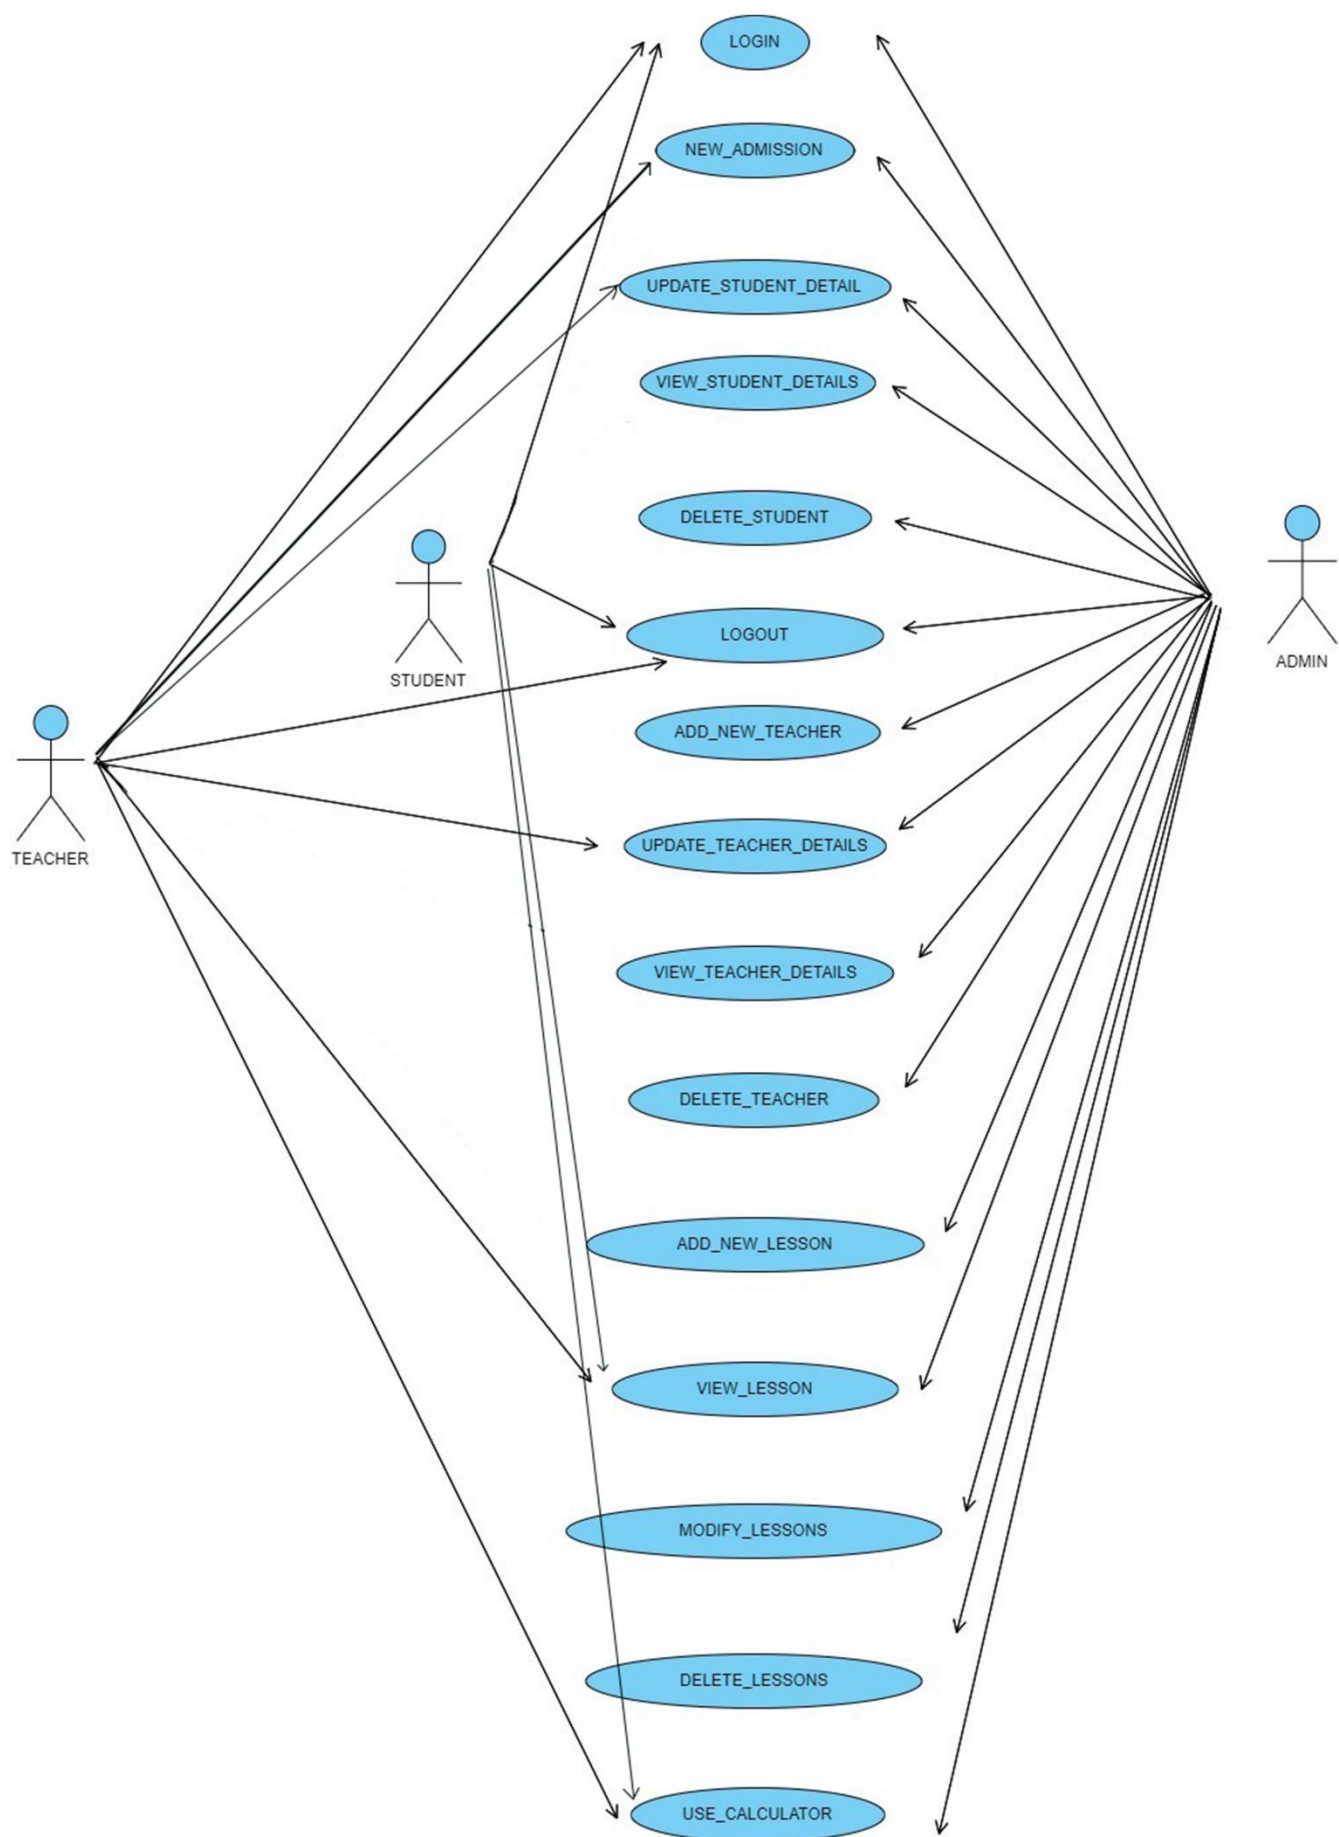 LOGIN
NEW_ADMISSION
UPDATE_STUDENT_DETAIL
VIEW_STUDENT_DETAILS
DELETE_STUDENT
LOGOUT
STUDENT
ADMIN
ADD_NEW_TEACHER
UPDATE_TEACHER_DETAILS
TEACHER
VIEW_TEACHER_DETAILS
DELETE_TEACHER
ADD_NEW_LESSON
VIEW_LESSON
MODIFY_LESSONS
DELETE_LESSONS
USE_CALCULATOR